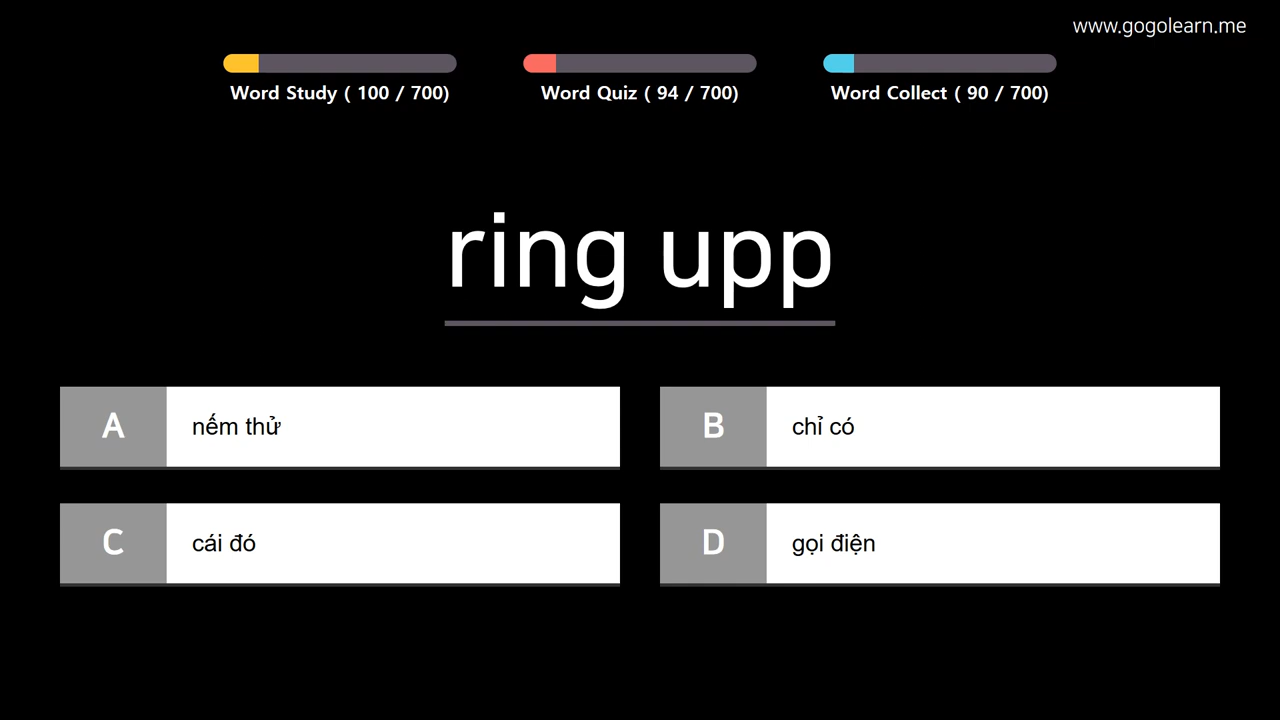 www.gogolearn.me
Word Study ( 100 / 700)
Word Quiz ( 94 / 700)
Word Collect ( 90 / 700)
ring upp
A nếm thử
B chỉ có
C cái đó
D gọi điện